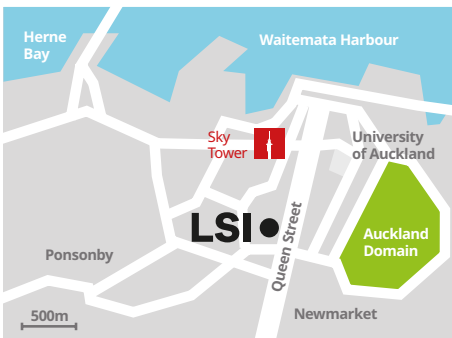 Herne
Bay
Waitemata Harbour
Sky
Tower
University
of Auckland
LSI
Queen Street
Auckland
Domain
Ponsonby
Newmarket
500m